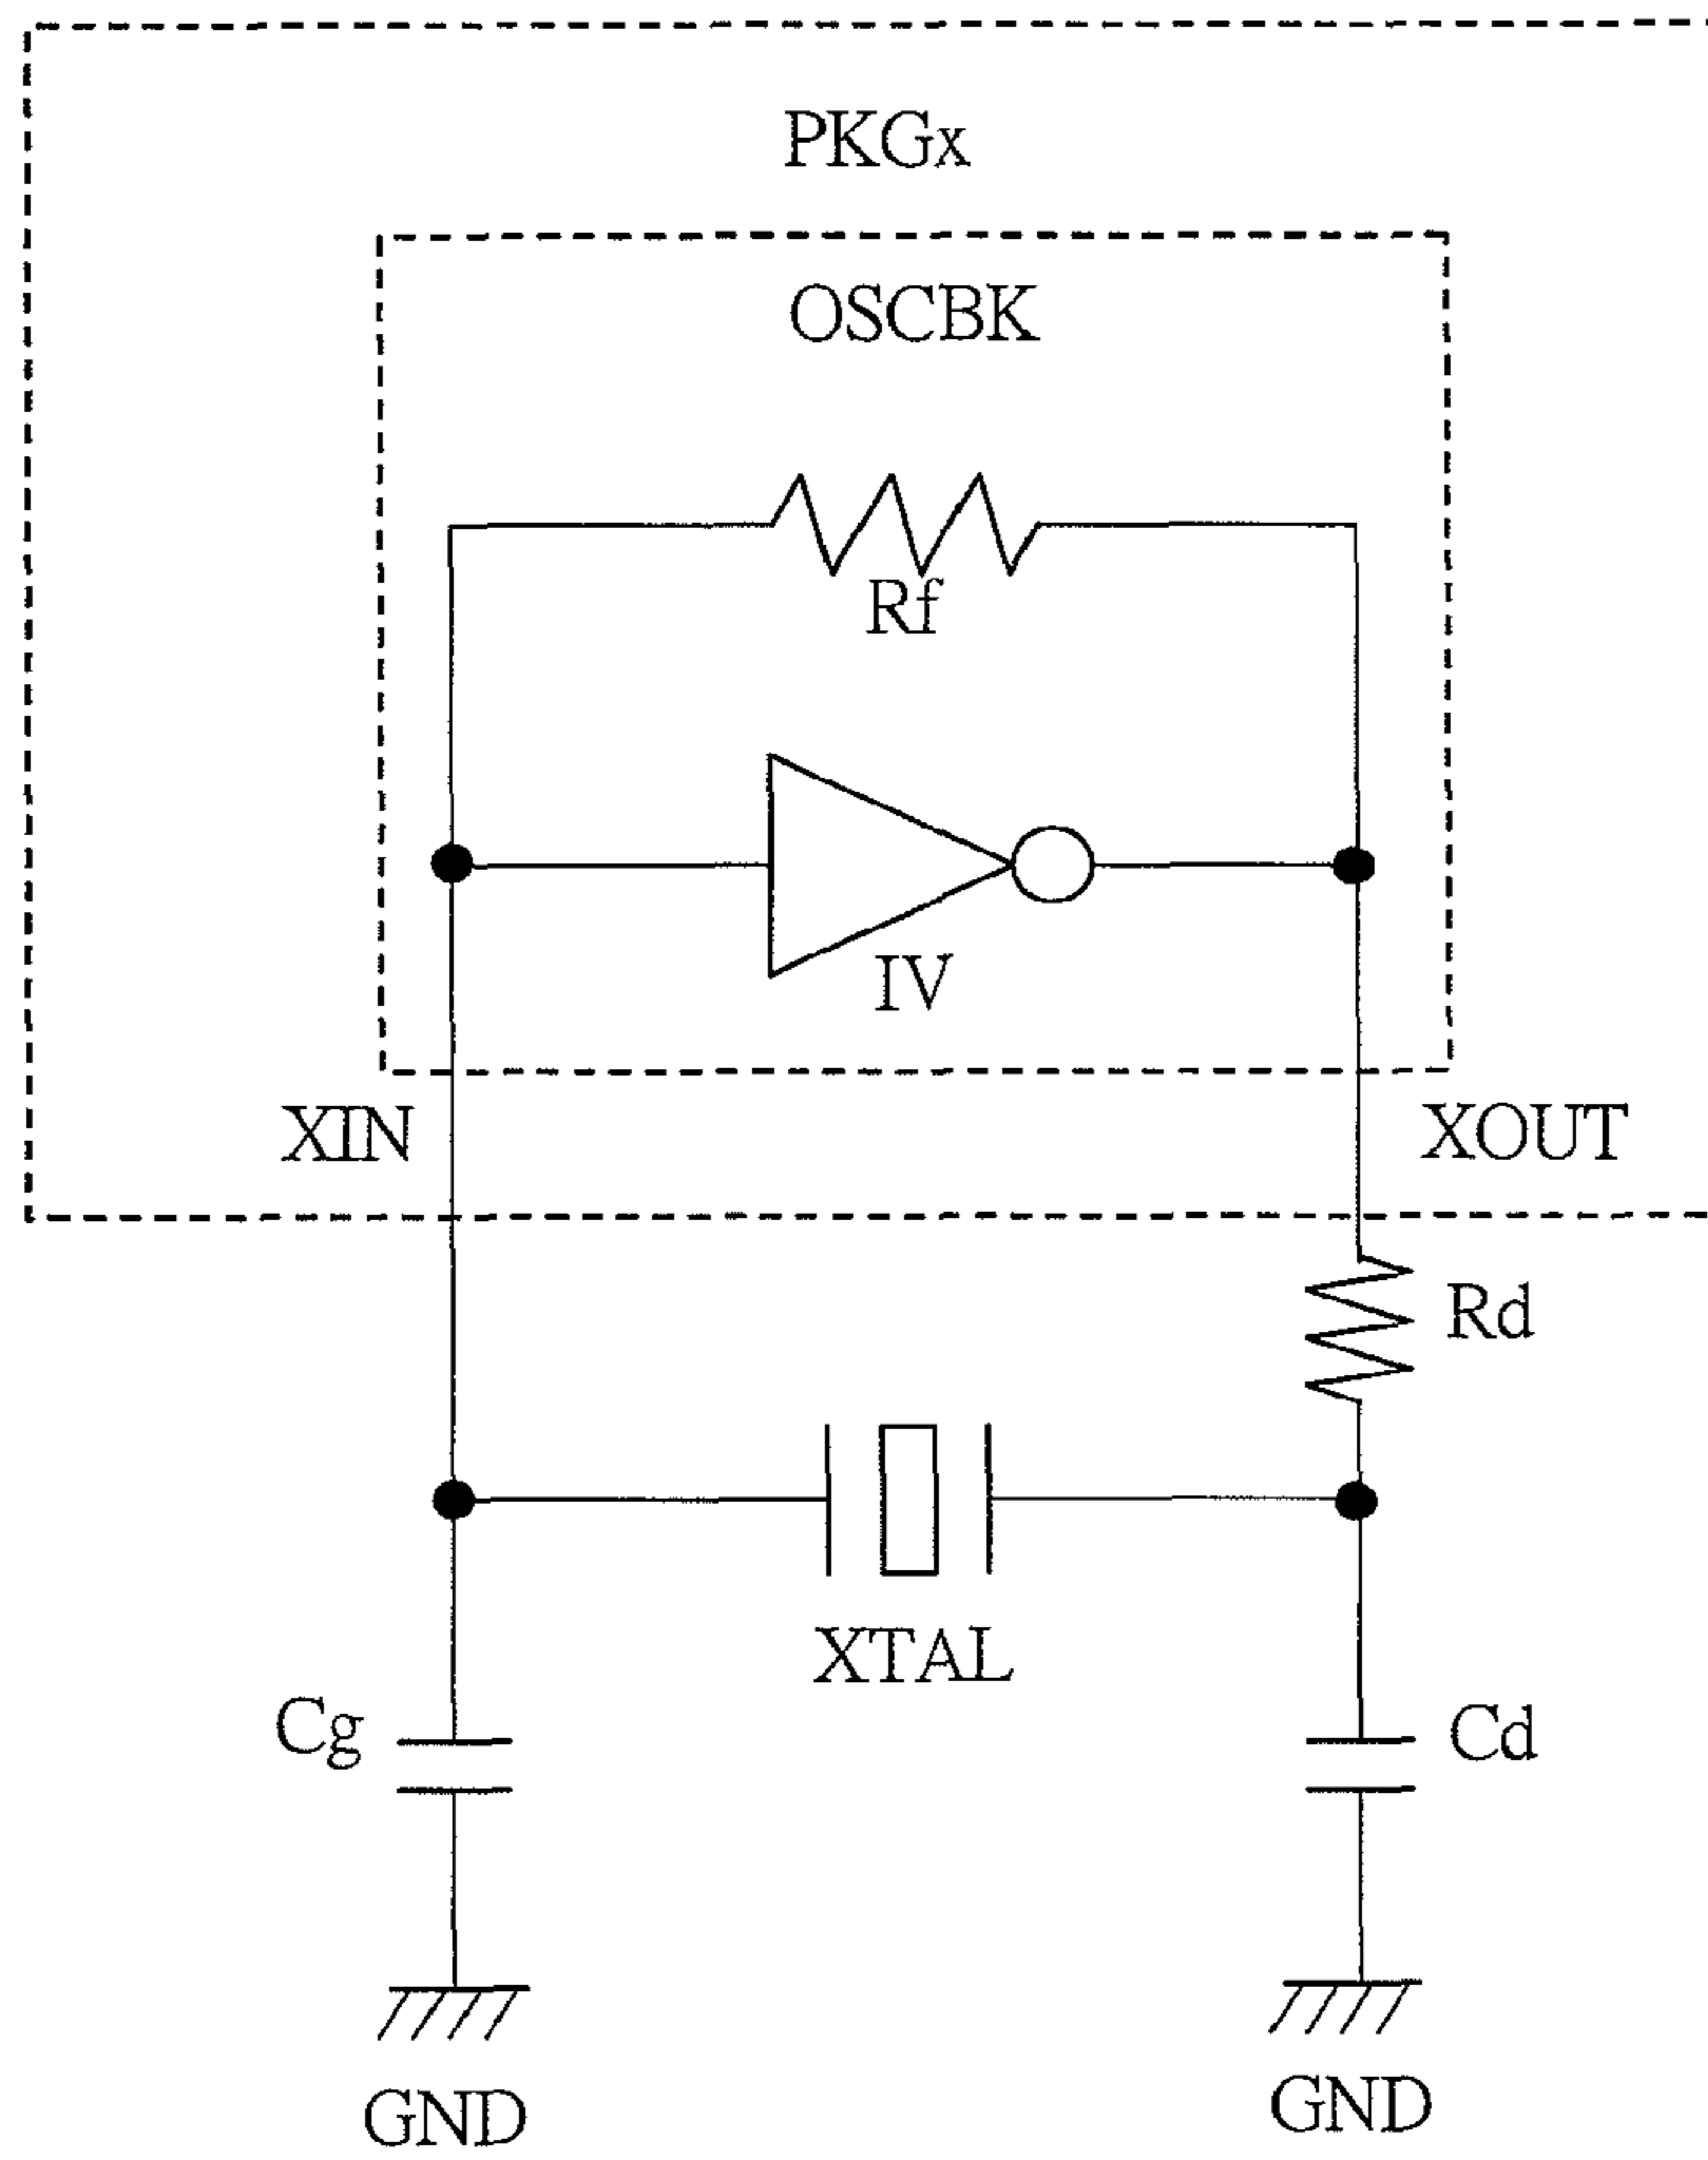 PKGx
OSCBK
Rf
IV
XIN
XOUT
Rd
XTAL
Cg
Cd
GND
GND